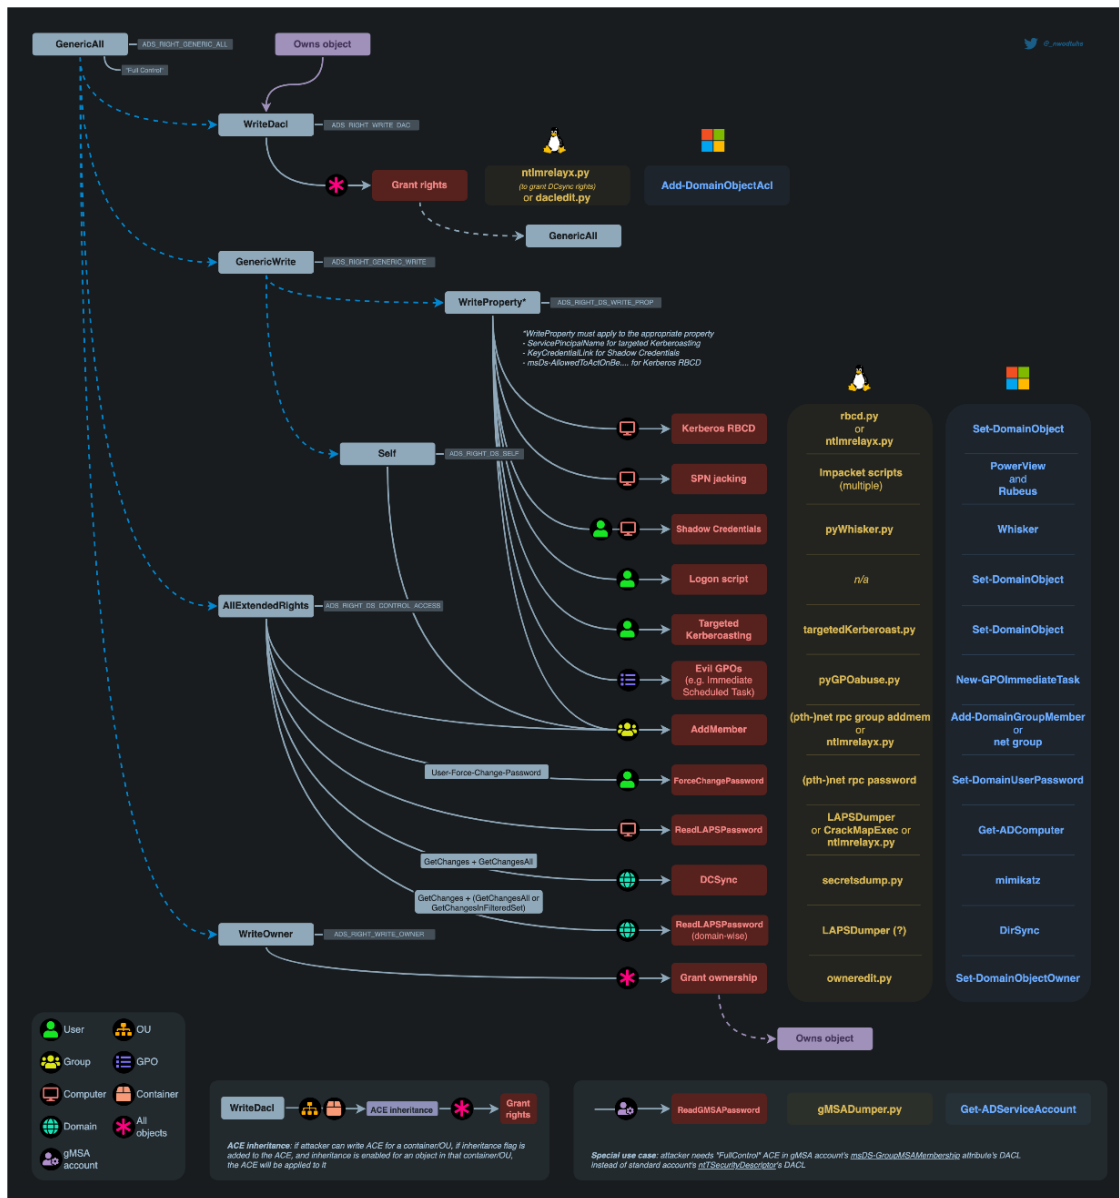 GenericAll
ADS_RIGHT_GENERIC_ALL
"Full Control"
Owns object
@_nwodtuhs
WriteDacl
ADS_RIGHT_WRITE_DAC
Grant rights
ntlmrelayx.py
(to grant DCsync rights)
or dacledit.py
Add-DomainObjectAcl
GenericAll
GenericWrite
ADS_RIGHT_GENERIC_WRITE
WriteProperty*
ADS_RIGHT_DS_WRITE_PROP
*WriteProperty must apply to the appropriate property
- ServicePincipalName for targeted Kerberoasting
- KeyCredentialLink for Shadow Credentials
- msDs-AllowedToActOnBe.... for Kerberos RBCD
Kerberos RBCD
rbcd.py
or
ntlmrelayx.py
Set-DomainObject
Self
ADS_RIGHT_DS_SELF
SPN jacking
Impacket scripts
(multiple)
PowerView
and
Rubeus
Shadow Credentials
pyWhisker.py
Whisker
Logon script
n/a
Set-DomainObject
AllExtendedRights
ADS_RIGHT_DS_CONTROL_ACCESS
Targeted
Kerberoasting
targetedKerberoast.py
Set-DomainObject
Evil GPOs
(e.g. Immediate
Scheduled Task)
pyGPOabuse.py
New-GPOImmediateTask
AddMember
(pth-)net rpc group addmem
or
ntlmrelayx.py
Add-DomainGroupMember
or
net group
User-Force-Change-Password
ForceChangePassword
(pth-)net rpc password
Set-DomainUserPassword
ReadLAPSPassword
LAPSDumper
or CrackMapExec or
ntlmrelayx.py
Get-ADComputer
GetChanges + GetChangesAll
DCSync
secretsdump.py
mimikatz
GetChanges + (GetChangesAll or
GetChangesInFilteredSet)
ReadLAPSPassword
(domain-wise)
LAPSDumper (?)
DirSync
WriteOwner
ADS_RIGHT_WRITE_OWNER
Grant ownership
owneredit.py
Set-DomainObjectOwner
Owns object
User
OU
Group
GPO
Computer
Container
Domain
All
objects
gMSA
account
WriteDacl
ACE inheritance
Grant
rights
ACE inheritance: if attacker can write ACE for a container/OU, if inheritance flag is
added to the ACE, and inheritance is enabled for an object in that container/OU,
the ACE will be applied to it
ReadGMSAPassword
gMSADumper.py
Get-ADServiceAccount
Special use case: attacker needs "FullControl" ACE in gMSA account's msDS-GroupMSAMembership attribute's DACL
instead of standard account's ntTSecurityDescriptor's DACL